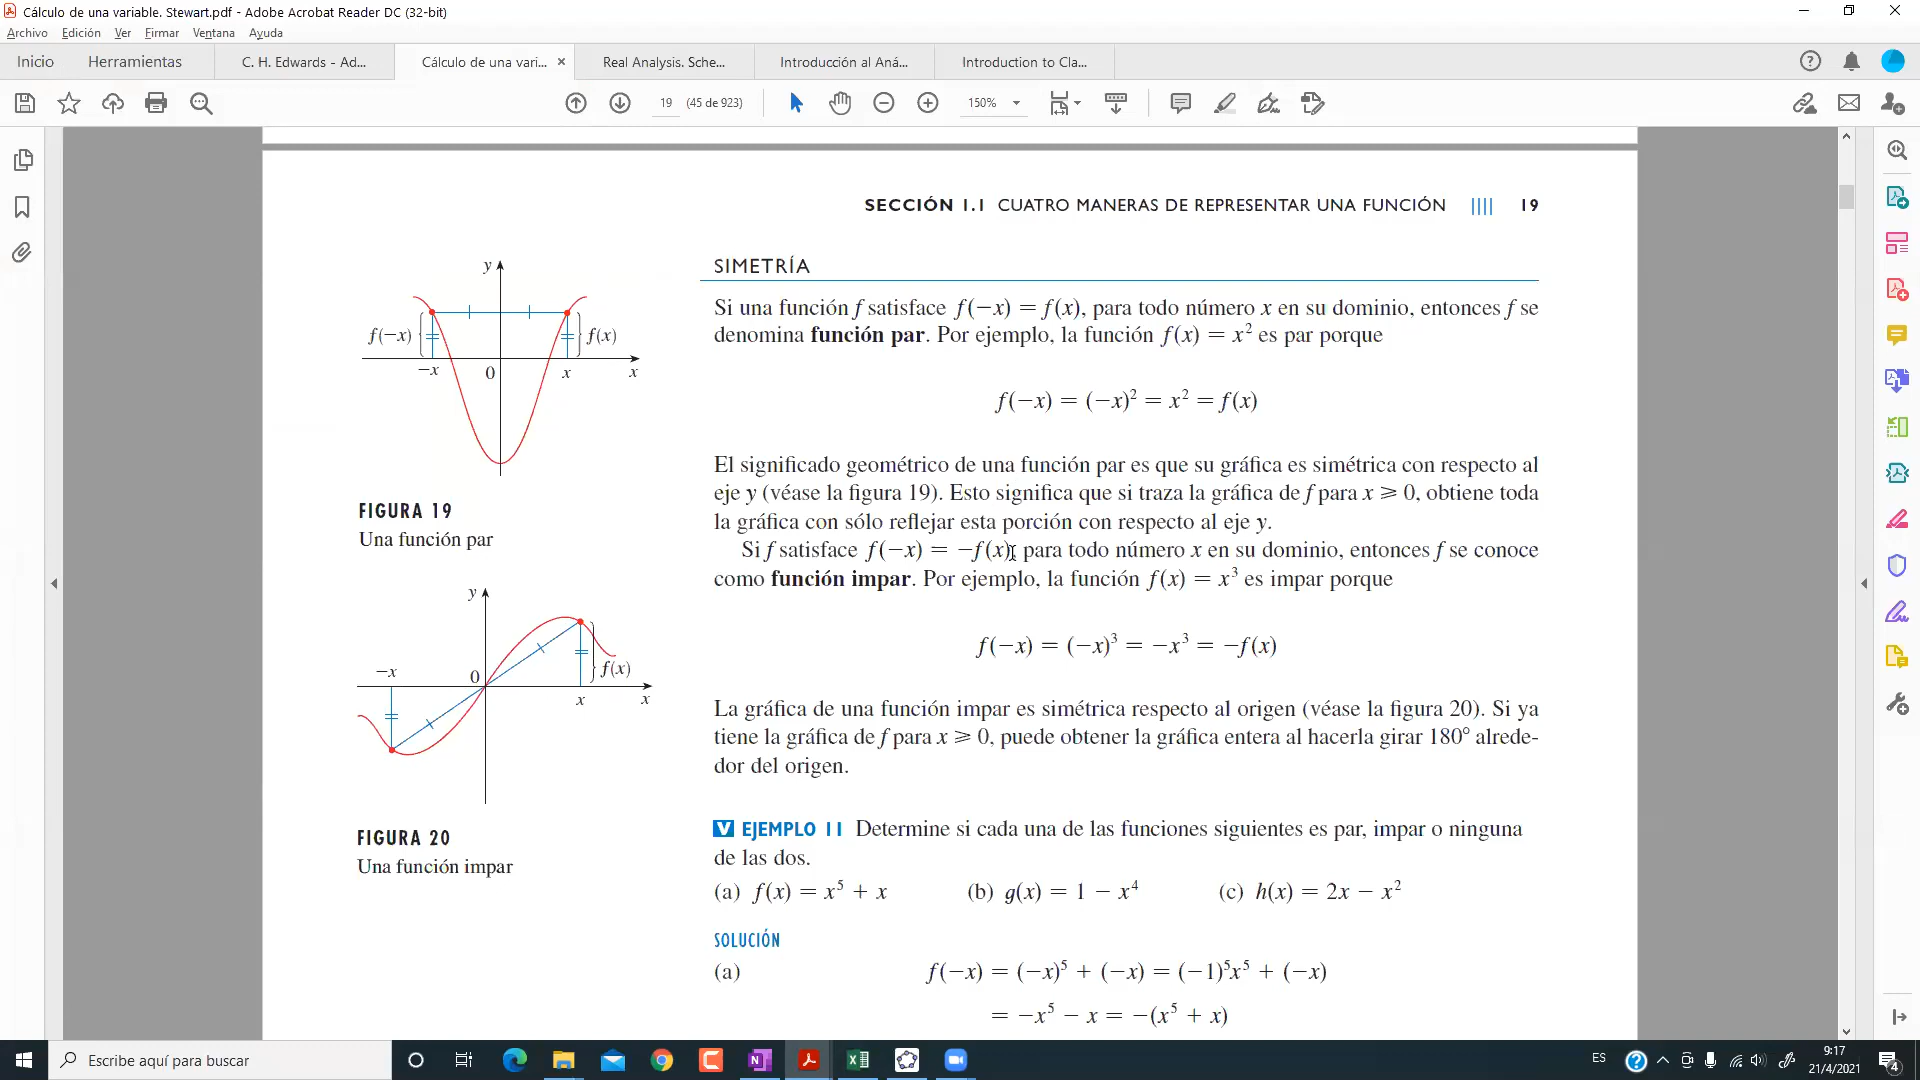 Cálculo de una variable. Stewart.pdf - Adobe Acrobat Reader DC (32-bit)
Archivo Edición Ver Firmar Ventana Ayuda
Inicio Herramientas C. H. Edwards - Ad... Cálculo de una vari... × Real Analysis. Sche... Introducción al Aná... Introduction to Cla...
19 (45 de 923) 150%
SECCIÓN 1.1 CUATRO MANERAS DE REPRESENTAR UNA FUNCIÓN |||| 19
y
f(−x) f(x)
−x 0 x x
FIGURA 19
Una función par
y
−x 0 f(x)
x x
FIGURA 20
Una función impar
SIMETRÍA
Si una función f satisface f(−x) = f(x), para todo número x en su dominio, entonces f se
denomina función par. Por ejemplo, la función f(x) = x² es par porque
f(−x) = (−x)² = x² = f(x)
El significado geométrico de una función par es que su gráfica es simétrica con respecto al
eje y (véase la figura 19). Esto significa que si traza la gráfica de f para x ⩾ 0, obtiene toda
la gráfica con sólo reflejar esta porción con respecto al eje y.
Si f satisface f(−x) = −f(x), para todo número x en su dominio, entonces f se conoce
como función impar. Por ejemplo, la función f(x) = x³ es impar porque
f(−x) = (−x)³ = −x³ = −f(x)
La gráfica de una función impar es simétrica respecto al origen (véase la figura 20). Si ya
tiene la gráfica de f para x ⩾ 0, puede obtener la gráfica entera al hacerla girar 180° alrede-
dor del origen.
V EJEMPLO 11 Determine si cada una de las funciones siguientes es par, impar o ninguna
de las dos.
(a) f(x) = x⁵ + x (b) g(x) = 1 − x⁴ (c) h(x) = 2x − x²
SOLUCIÓN
(a) f(−x) = (−x)⁵ + (−x) = (−1)⁵x⁵ + (−x)
= −x⁵ − x = −(x⁵ + x)
Escribe aquí para buscar
ES
9:17
21/4/2021
4